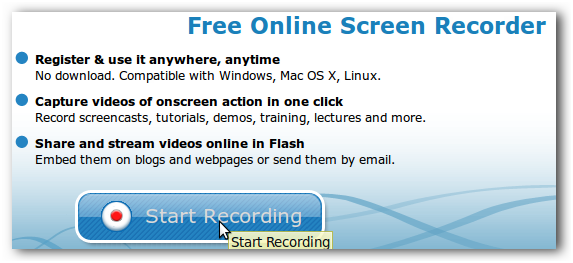 Free Online Screen Recorder
Register & use it anywhere, anytime
No download. Compatible with Windows, Mac OS X, Linux.
Capture videos of onscreen action in one click
Record screencasts, tutorials, demos, training, lectures and more.
Share and stream videos online in Flash
Embed them on blogs and webpages or send them by email.
Start Recording
Start Recording